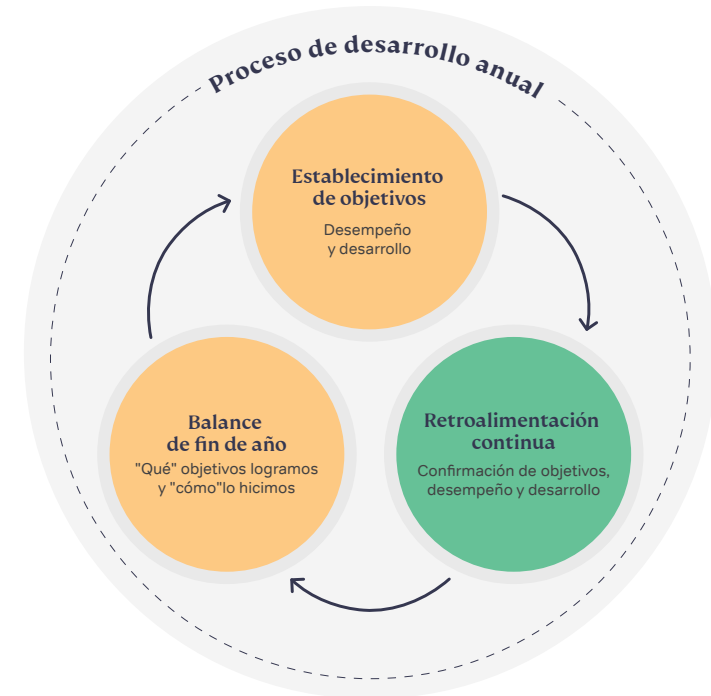 Proceso de desarrollo anual
Establecimiento
de objetivos
Desempeño
y desarrollo
Retroalimentación
continua
Confirmación de objetivos,
desempeño y desarrollo
Balance
de fin de año
"Qué" objetivos logramos
y "cómo"lo hicimos